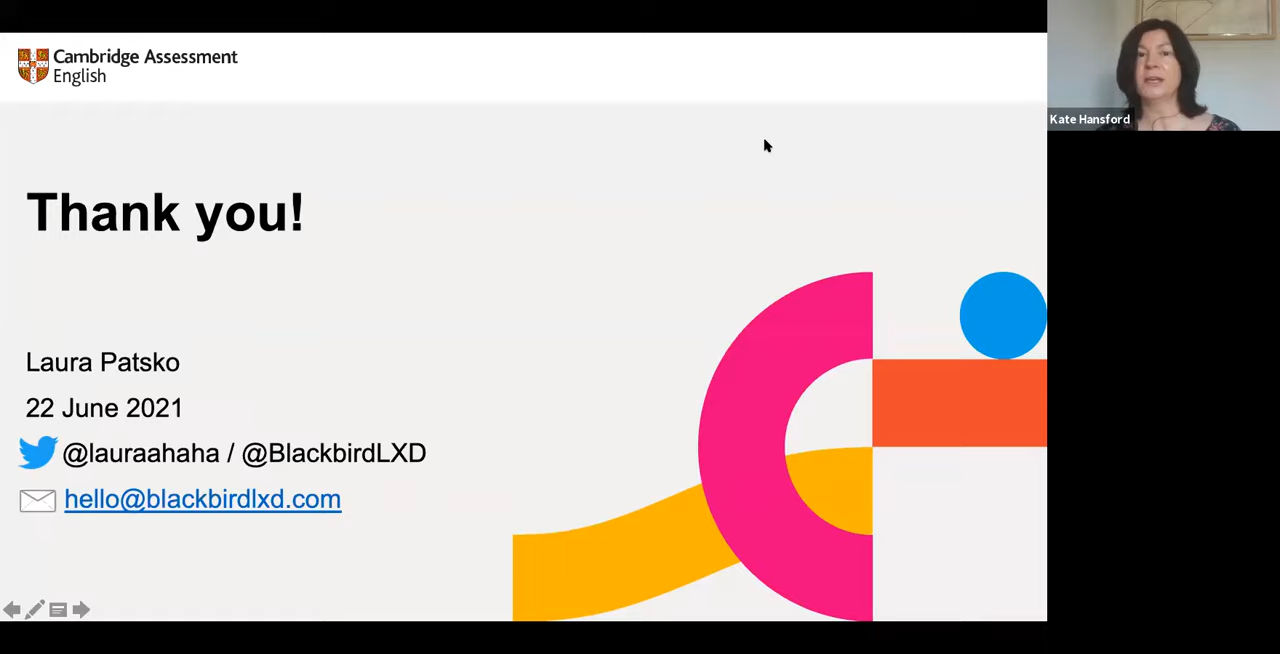 Cambridge Assessment
English
Kate Hansford
Thank you!
Laura Patsko
22 June 2021
@lauraahaha / @BlackbirdLXD
hello@blackbirdlxd.com